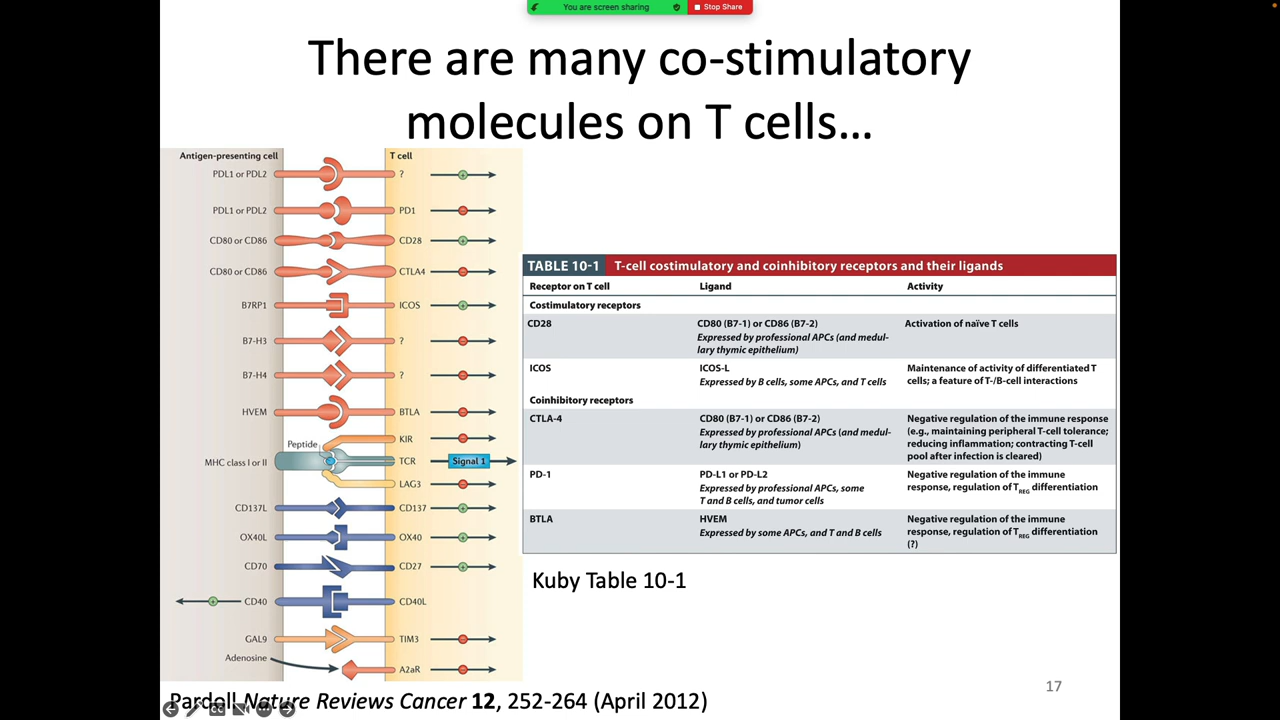 You are screen sharing
Stop Share
There are many co-stimulatory
molecules on T cells…
Antigen-presenting cell
T cell
PDL1 or PDL2
?
PDL1 or PDL2
PD1
CD80 or CD86
CD28
CD80 or CD86
CTLA4
B7RP1
ICOS
B7-H3
?
B7-H4
?
HVEM
BTLA
KIR
Peptide
MHC class I or II
TCR
Signal 1
LAG3
CD137L
CD137
OX40L
OX40
CD70
CD27
CD40
CD40L
GAL9
TIM3
Adenosine
A2aR
TABLE 10-1 T-cell costimulatory and coinhibitory receptors and their ligands
Receptor on T cell Ligand Activity
Costimulatory receptors
CD28 CD80 (B7-1) or CD86 (B7-2) Activation of naïve T cells
Expressed by professional APCs (and medul-
lary thymic epithelium)
ICOS ICOS-L Maintenance of activity of differentiated T
Expressed by B cells, some APCs, and T cells cells; a feature of T-/B-cell interactions
Coinhibitory receptors
CTLA-4 CD80 (B7-1) or CD86 (B7-2) Negative regulation of the immune response
Expressed by professional APCs (and medul- (e.g., maintaining peripheral T-cell tolerance;
lary thymic epithelium) reducing inflammation; contracting T-cell
pool after infection is cleared)
PD-1 PD-L1 or PD-L2 Negative regulation of the immune
Expressed by professional APCs, some response, regulation of TREG differentiation
T and B cells, and tumor cells
BTLA HVEM Negative regulation of the immune
Expressed by some APCs, and T and B cells response, regulation of TREG differentiation
(?)
Kuby Table 10-1
17
Pardoll Nature Reviews Cancer 12, 252-264 (April 2012)
CC